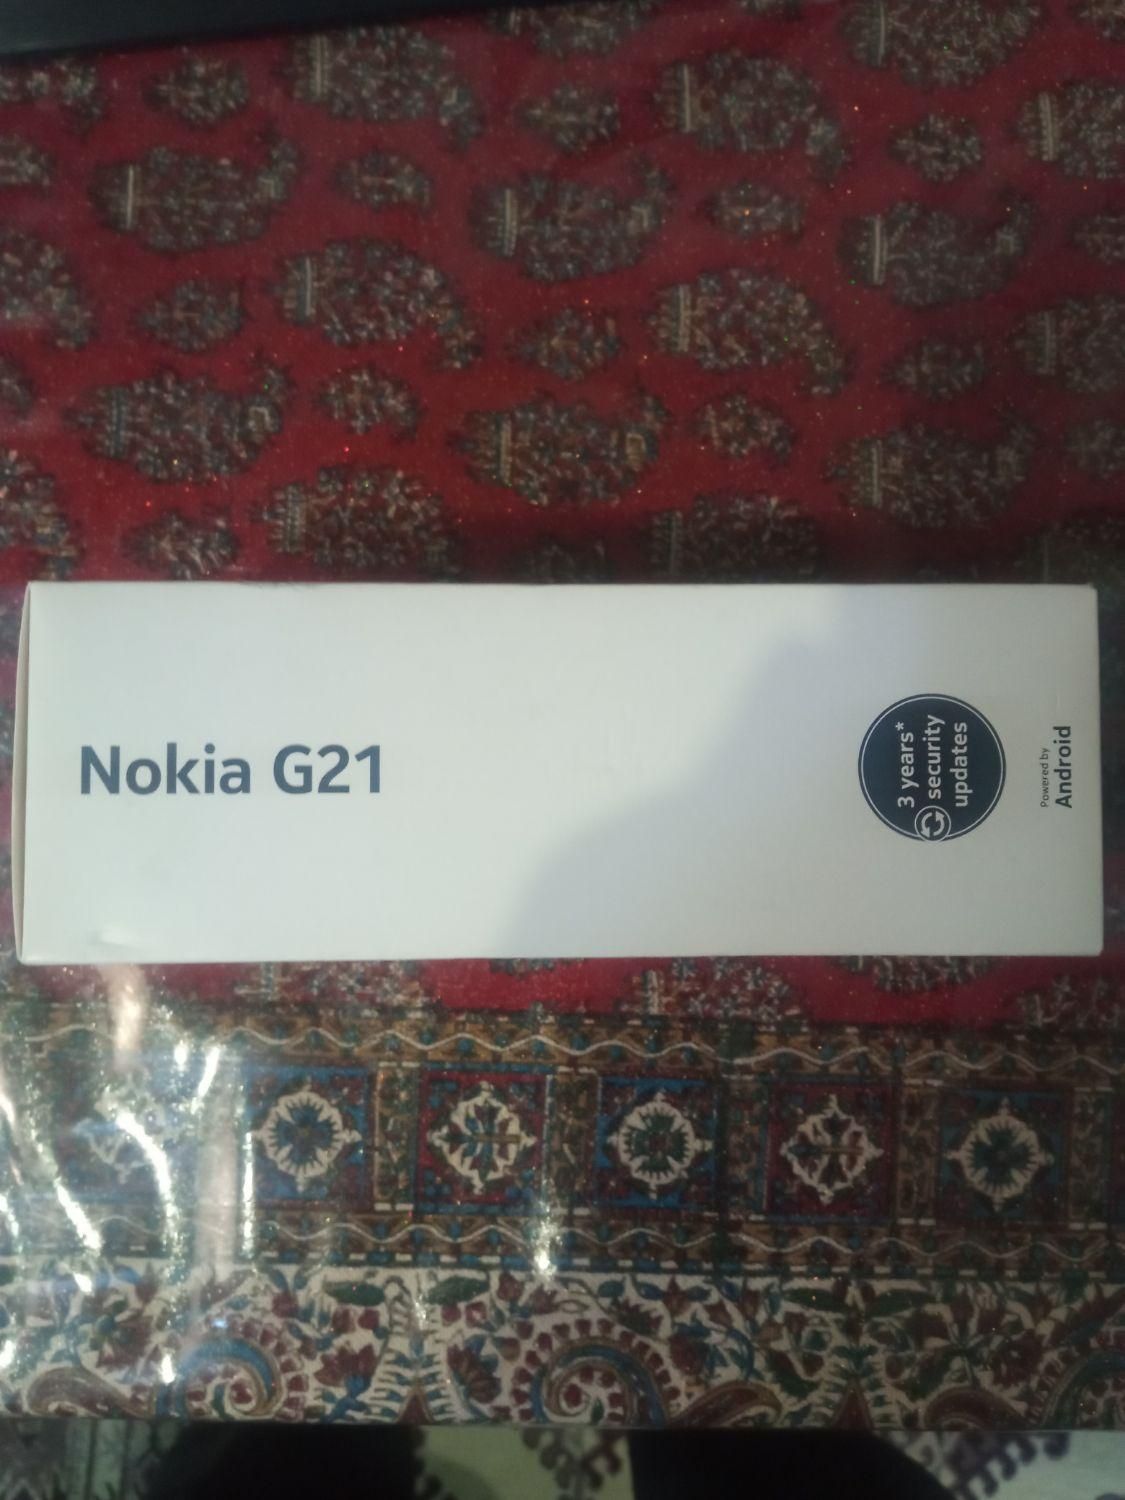 Nokia G21
3 years*
security
updates
Powered by
Android